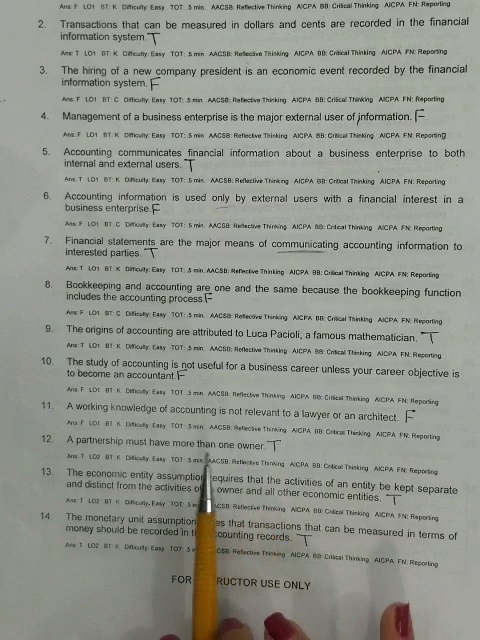 Ans: F LO1 BT: K Difficulty: Easy TOT: .5 min. AACSB: Reflective Thinking AICPA BB: Critical Thinking AICPA FN: Reporting
2. Transactions that can be measured in dollars and cents are recorded in the financial
information system. T
Ans: T LO1 BT: K Difficulty: Easy TOT: .5 min. AACSB: Reflective Thinking AICPA BB: Critical Thinking AICPA FN: Reporting
3. The hiring of a new company president is an economic event recorded by the financial
information system. F
Ans: F LO1 BT: C Difficulty: Easy TOT: .5 min. AACSB: Reflective Thinking AICPA BB: Critical Thinking AICPA FN: Reporting
4. Management of a business enterprise is the major external user of information. F
Ans: F LO1 BT: K Difficulty: Easy TOT: .5 min. AACSB: Reflective Thinking AICPA BB: Critical Thinking AICPA FN: Reporting
5. Accounting communicates financial information about a business enterprise to both
internal and external users. T
Ans: T LO1 BT: K Difficulty: Easy TOT: .5 min. AACSB: Reflective Thinking AICPA BB: Critical Thinking AICPA FN: Reporting
6. Accounting information is used only by external users with a financial interest in a
business enterprise. F
Ans: F LO1 BT: C Difficulty: Easy TOT: .5 min. AACSB: Reflective Thinking AICPA BB: Critical Thinking AICPA FN: Reporting
7. Financial statements are the major means of communicating accounting information to
interested parties. T
Ans: T LO1 BT: K Difficulty: Easy TOT: .5 min. AACSB: Reflective Thinking AICPA BB: Critical Thinking AICPA FN: Reporting
8. Bookkeeping and accounting are one and the same because the bookkeeping function
includes the accounting process F
Ans: F LO1 BT: C Difficulty: Easy TOT: .5 min. AACSB: Reflective Thinking AICPA BB: Critical Thinking AICPA FN: Reporting
9. The origins of accounting are attributed to Luca Pacioli, a famous mathematician. T
Ans: T LO1 BT: K Difficulty: Easy TOT: .5 min. AACSB: Reflective Thinking AICPA BB: Critical Thinking AICPA FN: Reporting
10. The study of accounting is not useful for a business career unless your career objective is
to become an accountant. F
Ans: F LO1 BT: K Difficulty: Easy TOT: .5 min. AACSB: Reflective Thinking AICPA BB: Critical Thinking AICPA FN: Reporting
11. A working knowledge of accounting is not relevant to a lawyer or an architect. F
Ans: F LO1 BT: K Difficulty: Easy TOT: .5 min. AACSB: Reflective Thinking AICPA BB: Critical Thinking AICPA FN: Reporting
12. A partnership must have more than one owner. T
Ans: T LO2 BT: K Difficulty: Easy TOT: .5 min. AACSB: Reflective Thinking AICPA BB: Critical Thinking AICPA FN: Reporting
13. The economic entity assumption requires that the activities of an entity be kept separate
and distinct from the activities of owner and all other economic entities. T
Ans: T LO2 BT: K Difficulty: Easy TOT: .5 AACSB: Reflective Thinking AICPA BB: Critical Thinking AICPA FN: Reporting
14. The monetary unit assumption that transactions that can be measured in terms of
money should be recorded in accounting records. T
Ans: T LO2 BT: K Difficulty: Easy TOT: .5 AACSB: Reflective Thinking AICPA BB: Critical Thinking AICPA FN: Reporting
FOR INSTRUCTOR USE ONLY